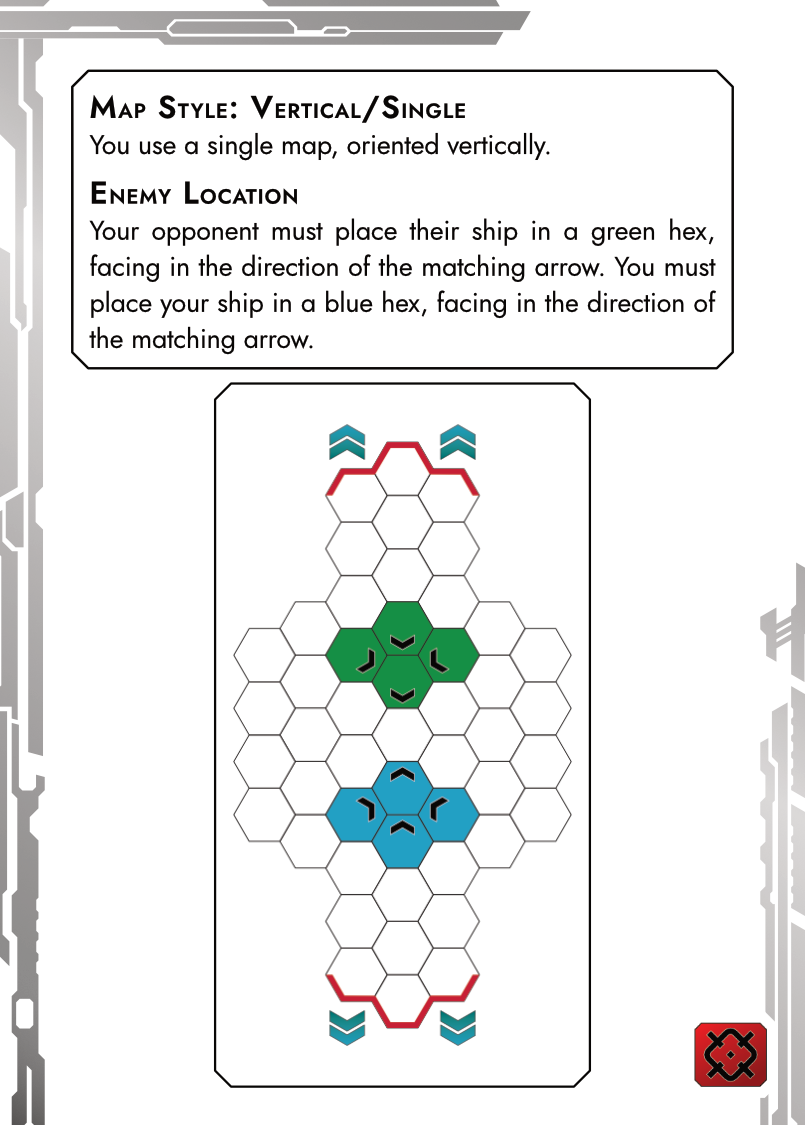 Map Style: Vertical/Single
You use a single map, oriented vertically.
Enemy Location
Your opponent must place their ship in a green hex,
facing in the direction of the matching arrow. You must
place your ship in a blue hex, facing in the direction of
the matching arrow.